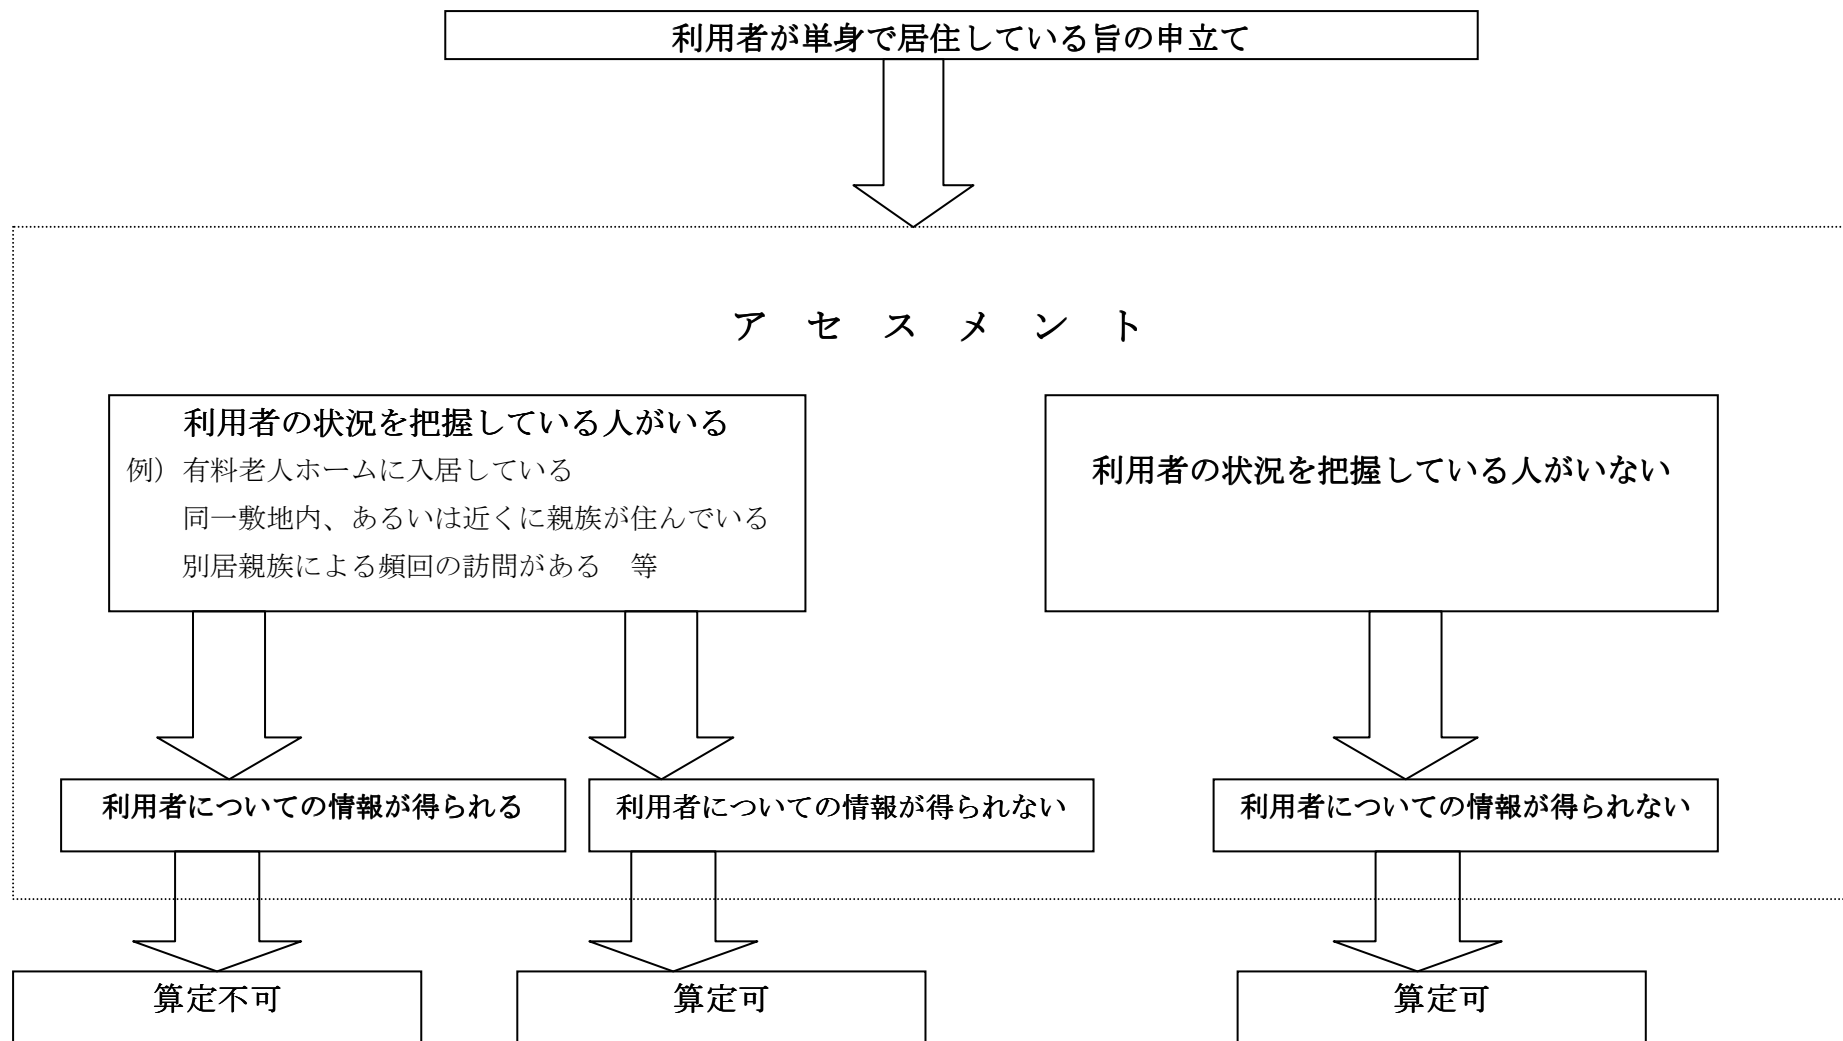 利用者が単身で居住している旨の申立て
ア　セ　ス　メ　ン　ト
利用者の状況を把握している人がいる
例）有料老人ホームに入居している
同一敷地内、あるいは近くに親族が住んでいる
別居親族による頻回の訪問がある　等
利用者の状況を把握している人がいない
利用者についての情報が得られる
利用者についての情報が得られない
利用者についての情報が得られない
算定不可
算定可
算定可